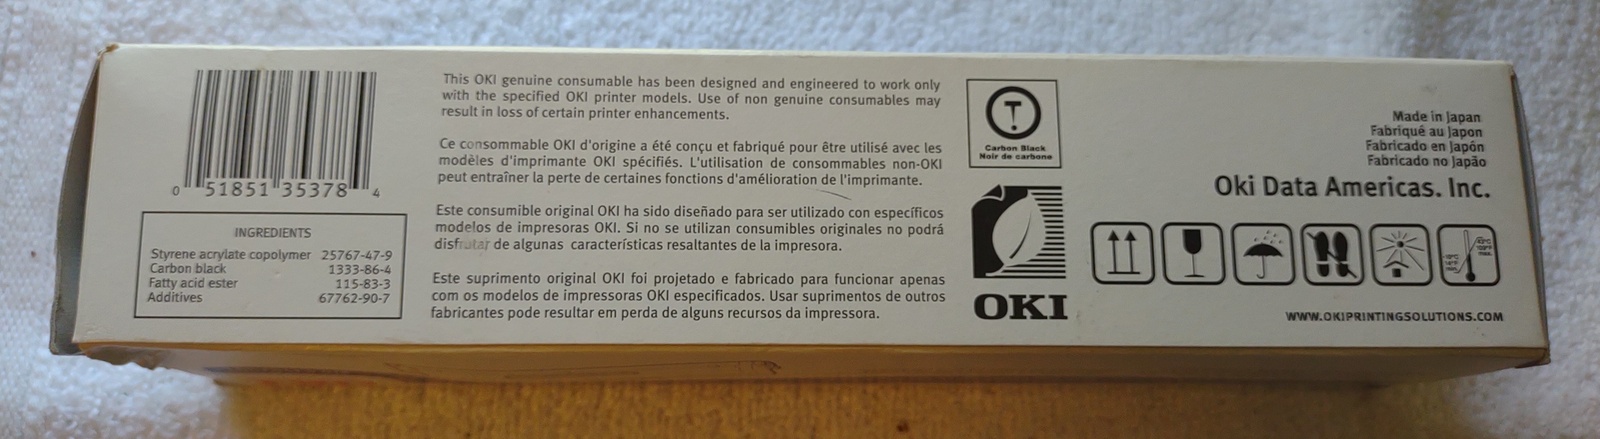 0 51851 35378 4
INGREDIENTS
Styrene acrylate copolymer 25767-47-9
Carbon black 1333-86-4
Fatty acid ester 115-83-3
Additives 67762-90-7
This OKI genuine consumable has been designed and engineered to work only
with the specified OKI printer models. Use of non genuine consumables may
result in loss of certain printer enhancements.
Ce consommable OKI d'origine a été conçu et fabriqué pour être utilisé avec les
modèles d'imprimante OKI spécifiés. L'utilisation de consommables non-OKI
peut entraîner la perte de certaines fonctions d'amélioration de l'imprimante.
Este consumible original OKI ha sido diseñado para ser utilizado con específicos
modelos de impresoras OKI. Si no se utilizan consumibles originales no podrá
disfrutar de algunas características resaltantes de la impresora.
Este suprimento original OKI foi projetado e fabricado para funcionar apenas
com os modelos de impressoras OKI especificados. Usar suprimentos de outros
fabricantes pode resultar em perda de alguns recursos da impressora.
T
Carbon Black
Noir de carbone
OKI
Made in Japan
Fabriqué au Japon
Fabricado en Japón
Fabricado no Japão
Oki Data Americas. Inc.
WWW.OKIPRINTINGSOLUTIONS.COM